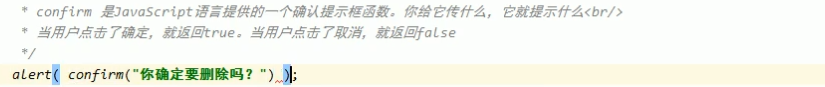 * confirm 是JavaScript语言提供的一个确认提示框函数。你给它传什么，它就提示什么<br/>
* 当用户点击了确定，就返回true。当用户点击了取消，就返回false
*/
alert( confirm("你确定要删除吗？") );